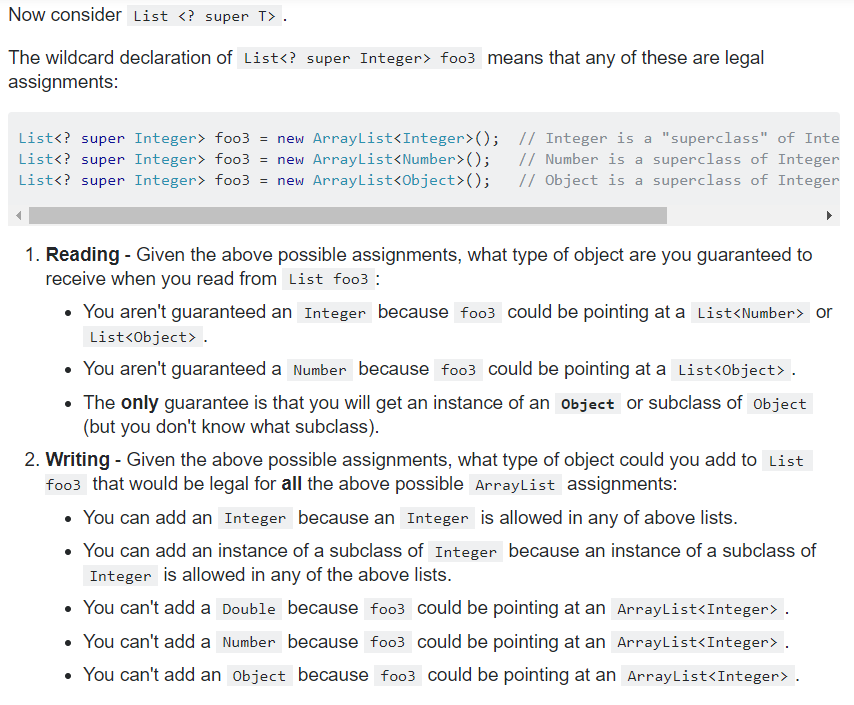 Now consider List <? super T> .
The wildcard declaration of List<? super Integer> foo3 means that any of these are legal
assignments:
List<? super Integer> foo3 = new ArrayList<Integer>();  // Integer is a "superclass" of Inte
List<? super Integer> foo3 = new ArrayList<Number>();   // Number is a superclass of Integer
List<? super Integer> foo3 = new ArrayList<Object>();   // Object is a superclass of Integer
1. Reading - Given the above possible assignments, what type of object are you guaranteed to
receive when you read from List foo3 :
• You aren't guaranteed an Integer because foo3 could be pointing at a List<Number> or
List<Object> .
• You aren't guaranteed a Number because foo3 could be pointing at a List<Object> .
• The only guarantee is that you will get an instance of an Object or subclass of Object
(but you don't know what subclass).
2. Writing - Given the above possible assignments, what type of object could you add to List
foo3 that would be legal for all the above possible ArrayList assignments:
• You can add an Integer because an Integer is allowed in any of above lists.
• You can add an instance of a subclass of Integer because an instance of a subclass of
Integer is allowed in any of the above lists.
• You can't add a Double because foo3 could be pointing at an ArrayList<Integer> .
• You can't add a Number because foo3 could be pointing at an ArrayList<Integer> .
• You can't add an Object because foo3 could be pointing at an ArrayList<Integer> .